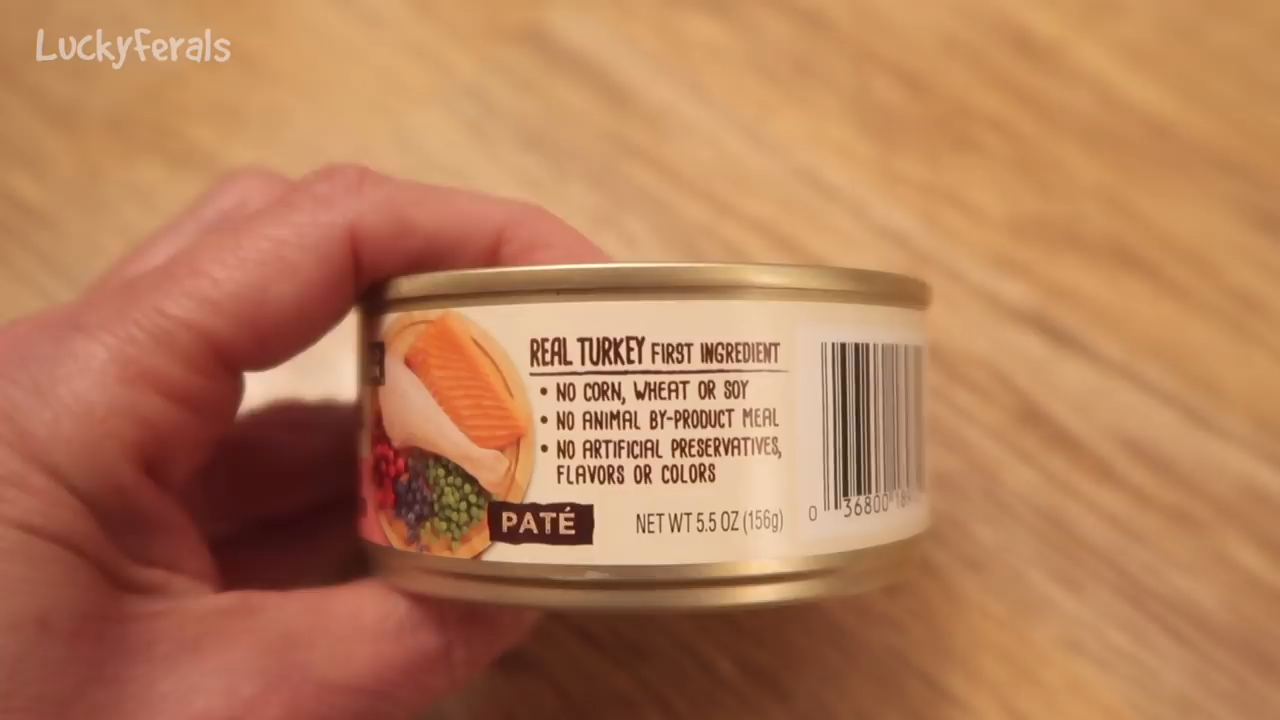 LuckyFerals
REAL TURKEY FIRST INGREDIENT
• NO CORN, WHEAT OR SOY
• NO ANIMAL BY-PRODUCT MEAL
• NO ARTIFICIAL PRESERVATIVES,
FLAVORS OR COLORS
PATÉ
NET WT 5.5 OZ (156g)
0 36800